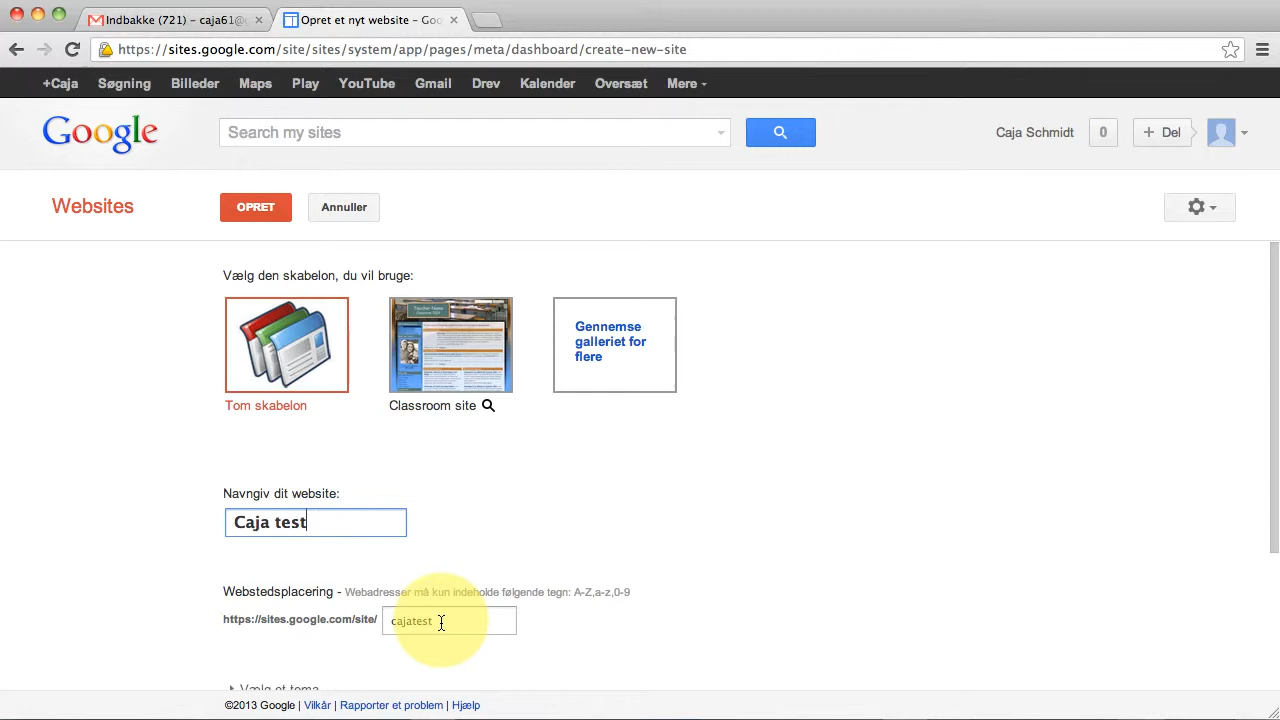 Indbakke (721) - caja61@g
Opret et nyt website - Goo
https://sites.google.com/site/sites/system/app/pages/meta/dashboard/create-new-site
+Caja Søgning Billeder Maps Play YouTube Gmail Drev Kalender Oversæt Mere
Google
Search my sites
Caja Schmidt 0 + Del
Websites
OPRET
Annuller
Vælg den skabelon, du vil bruge:
Gennemse
galleriet for
flere
Tom skabelon
Classroom site
Navngiv dit website:
Caja test
Webstedsplacering - Webadresser må kun indeholde følgende tegn: A-Z,a-z,0-9
https://sites.google.com/site/ cajatest
Vælg et tema
©2013 Google | Vilkår | Rapporter et problem | Hjælp